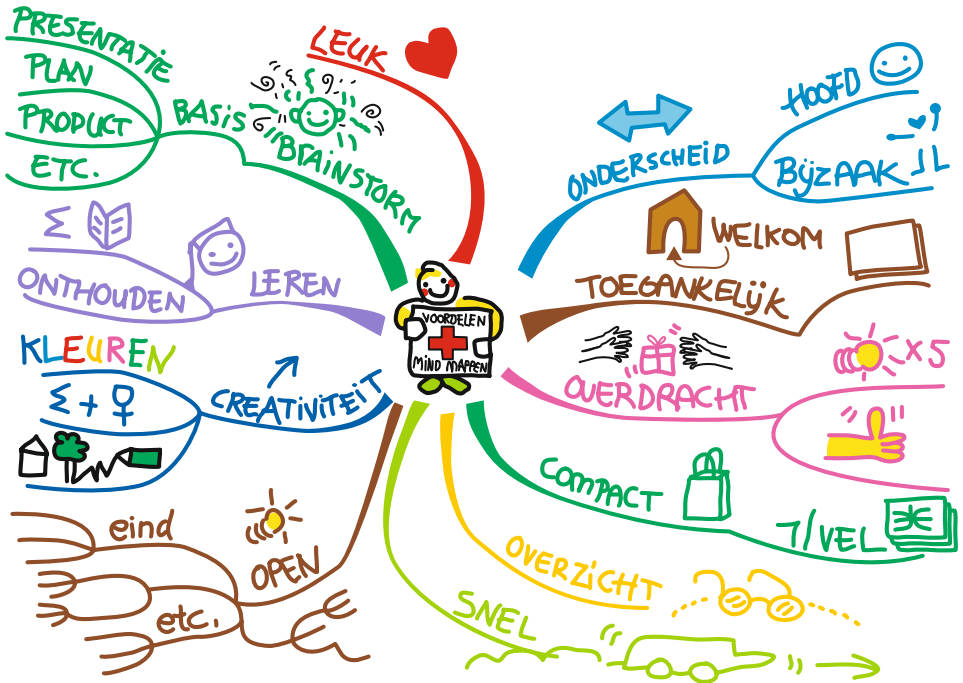 VOORDELEN
MIND MAPPEN
LEUK
BASIS
BRAINSTORM
PRESENTATIE
PLAN
PRODUCT
ETC.
LEREN
Σ
ONTHOUDEN
CREATIVITEIT
KLEUREN
Σ +
OPEN
eind
etc.
SNEL
OVERZICHT
COMPACT
1/VEL
OVERDRACHT
X5
TOEGANKELIJK
WELKOM
ONDERSCHEID
HOOFD
BIJZAAK